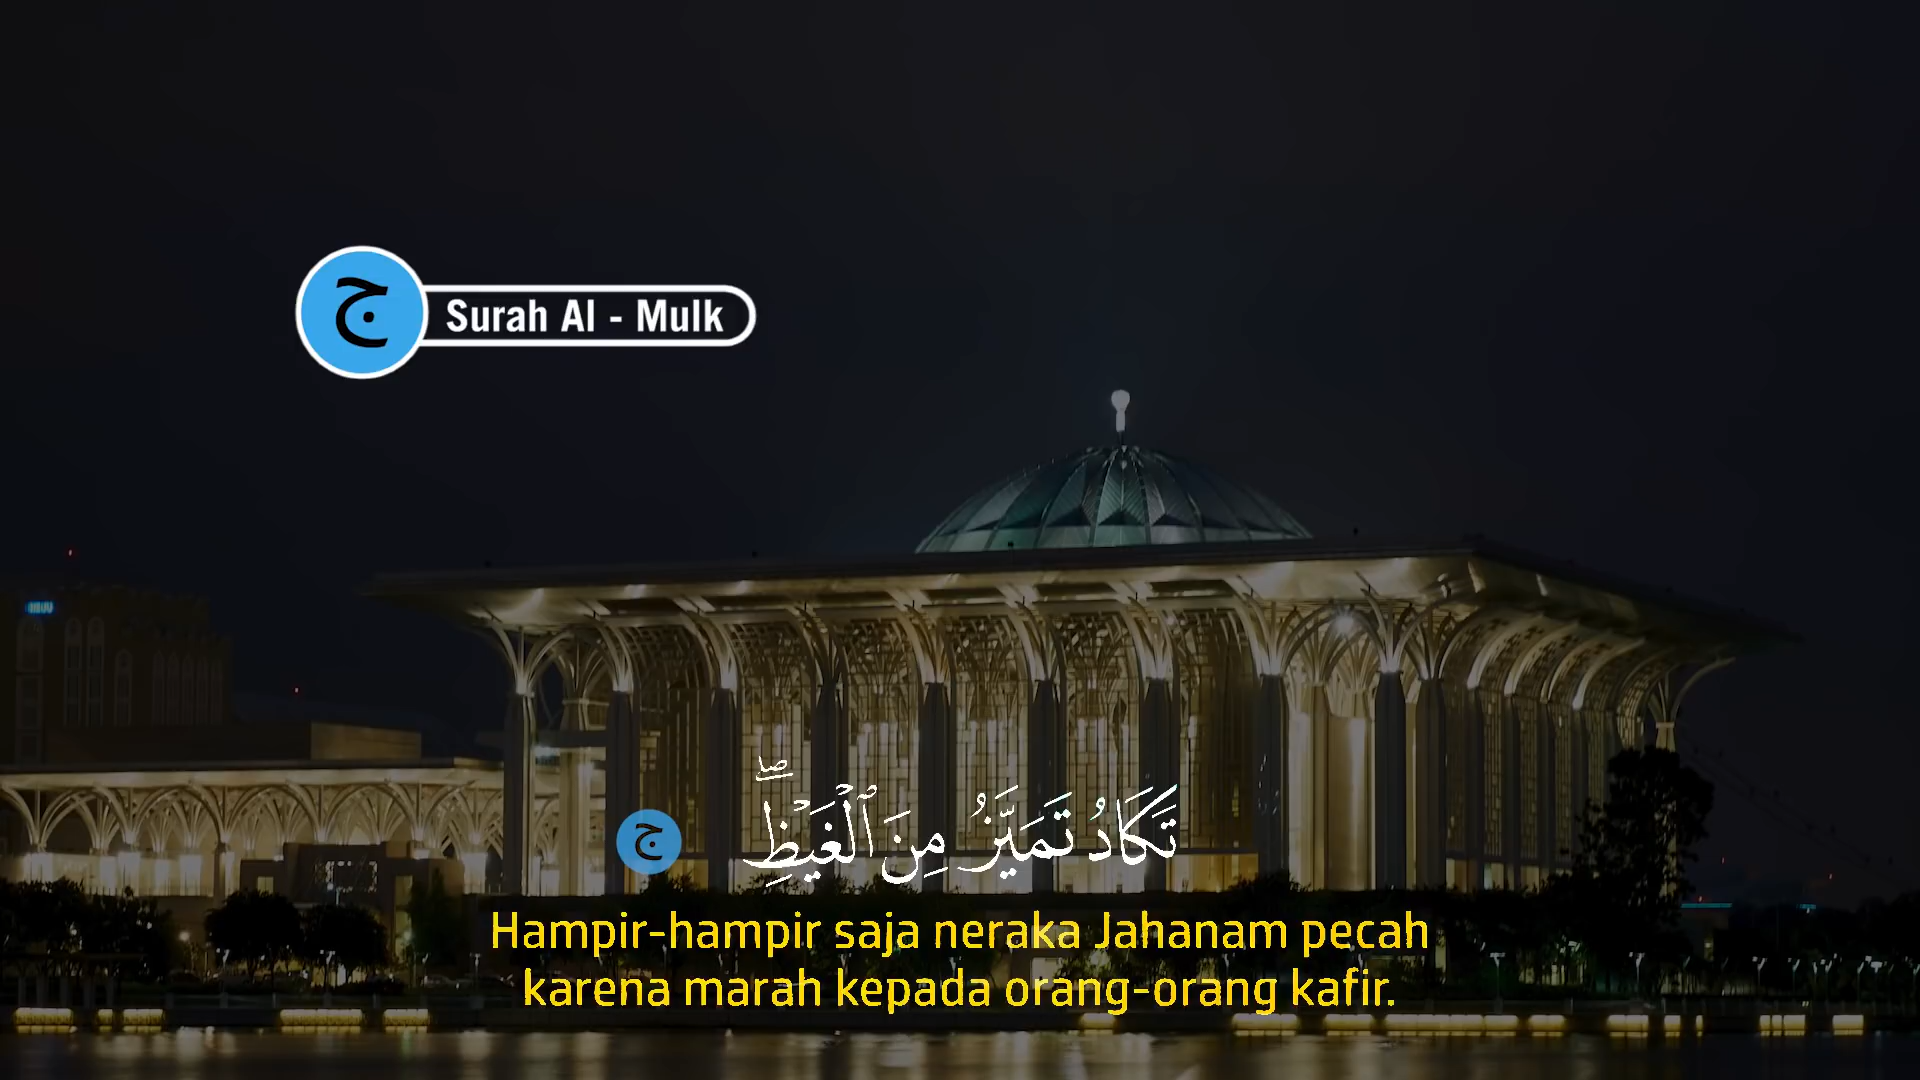 ج
Surah Al - Mulk
تَكَادُ تَمَيَّزُ مِنَ ٱلْغَيْظِۖ
ج
Hampir-hampir saja neraka Jahanam pecah
karena marah kepada orang-orang kafir.